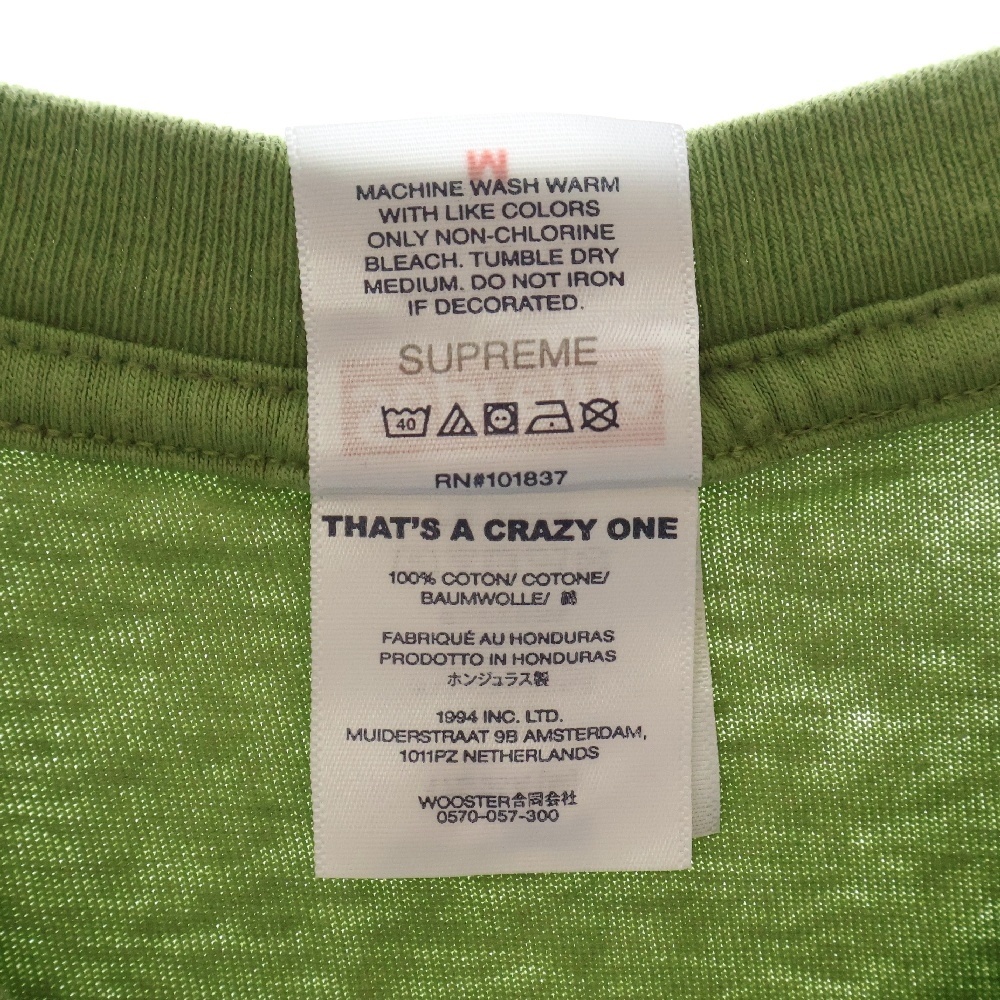 M
MACHINE WASH WARM
WITH LIKE COLORS
ONLY NON-CHLORINE
BLEACH. TUMBLE DRY
MEDIUM. DO NOT IRON
IF DECORATED.
SUPREME
40
RN#101837
THAT'S A CRAZY ONE
100% COTON/ COTONE/
BAUMWOLLE/ 綿
FABRIQUÉ AU HONDURAS
PRODOTTO IN HONDURAS
ホンジュラス製
1994 INC. LTD.
MUIDERSTRAAT 9B AMSTERDAM,
1011PZ NETHERLANDS
WOOSTER合同会社
0570-057-300